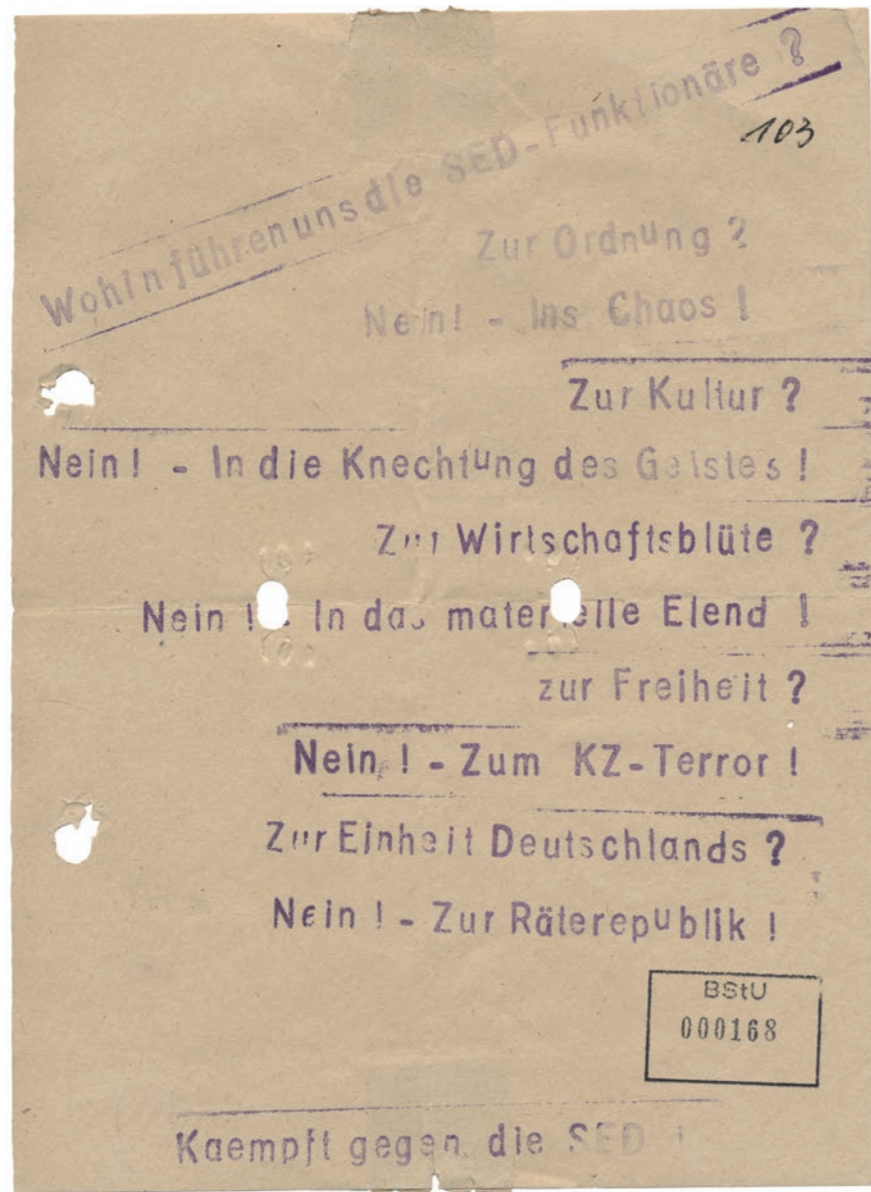 Wohin führen uns die SED-Funktionäre ?
103
Zur Ordnung ?
Nein! - Ins Chaos !
Zur Kultur ?
Nein! - In die Knechtung des Geistes !
Zur Wirtschaftsblüte ?
Nein ! - In das materielle Elend !
zur Freiheit ?
Nein ! - Zum KZ-Terror !
Zur Einheit Deutschlands ?
Nein ! - Zur Räterepublik !
BStU
000168
Kaempft gegen die SED !